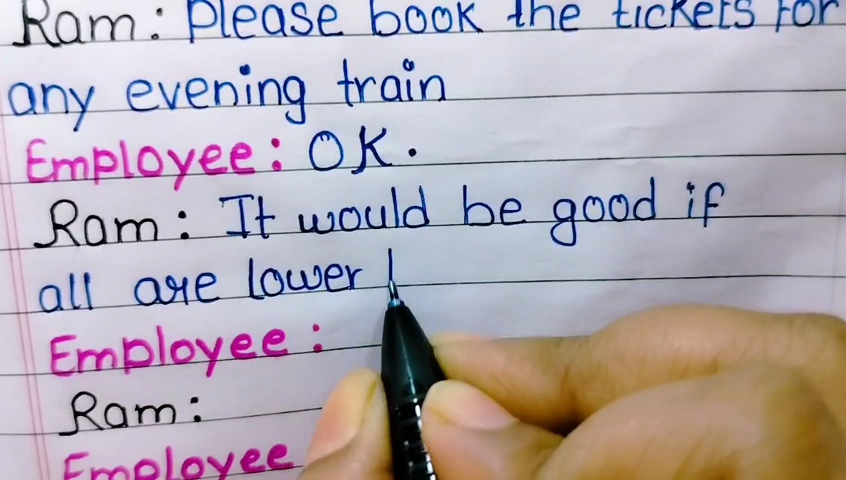 Ram: Please book the tickets for
any evening train
Employee: OK.
Ram: It would be good if
all are lower
Employee:
Ram:
Employee